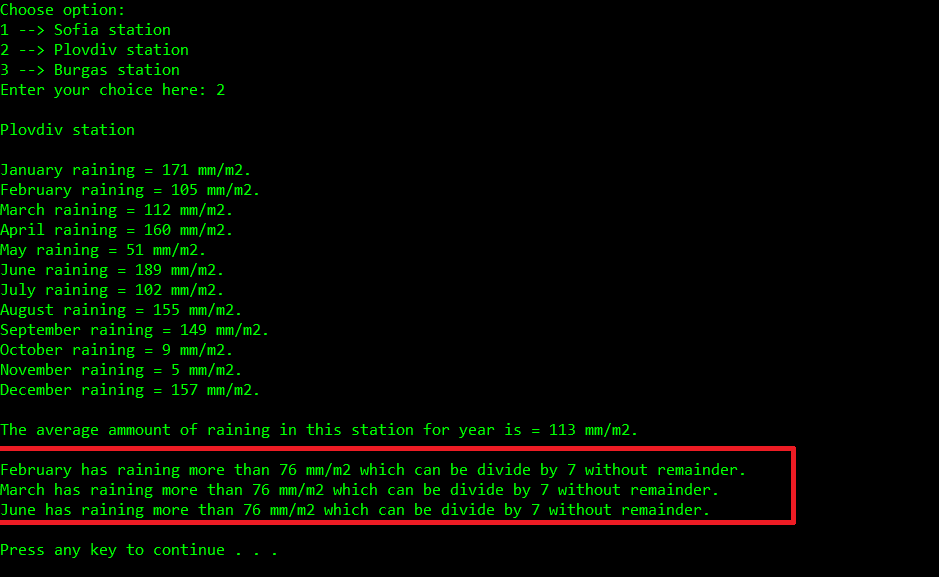 Choose option:
1 --> Sofia station
2 --> Plovdiv station
3 --> Burgas station
Enter your choice here: 2
Plovdiv station
January raining = 171 mm/m2.
February raining = 105 mm/m2.
March raining = 112 mm/m2.
April raining = 160 mm/m2.
May raining = 51 mm/m2.
June raining = 189 mm/m2.
July raining = 102 mm/m2.
August raining = 155 mm/m2.
September raining = 149 mm/m2.
October raining = 9 mm/m2.
November raining = 5 mm/m2.
December raining = 157 mm/m2.
The average ammount of raining in this station for year is = 113 mm/m2.
February has raining more than 76 mm/m2 which can be divide by 7 without remainder.
March has raining more than 76 mm/m2 which can be divide by 7 without remainder.
June has raining more than 76 mm/m2 which can be divide by 7 without remainder.
Press any key to continue . . .